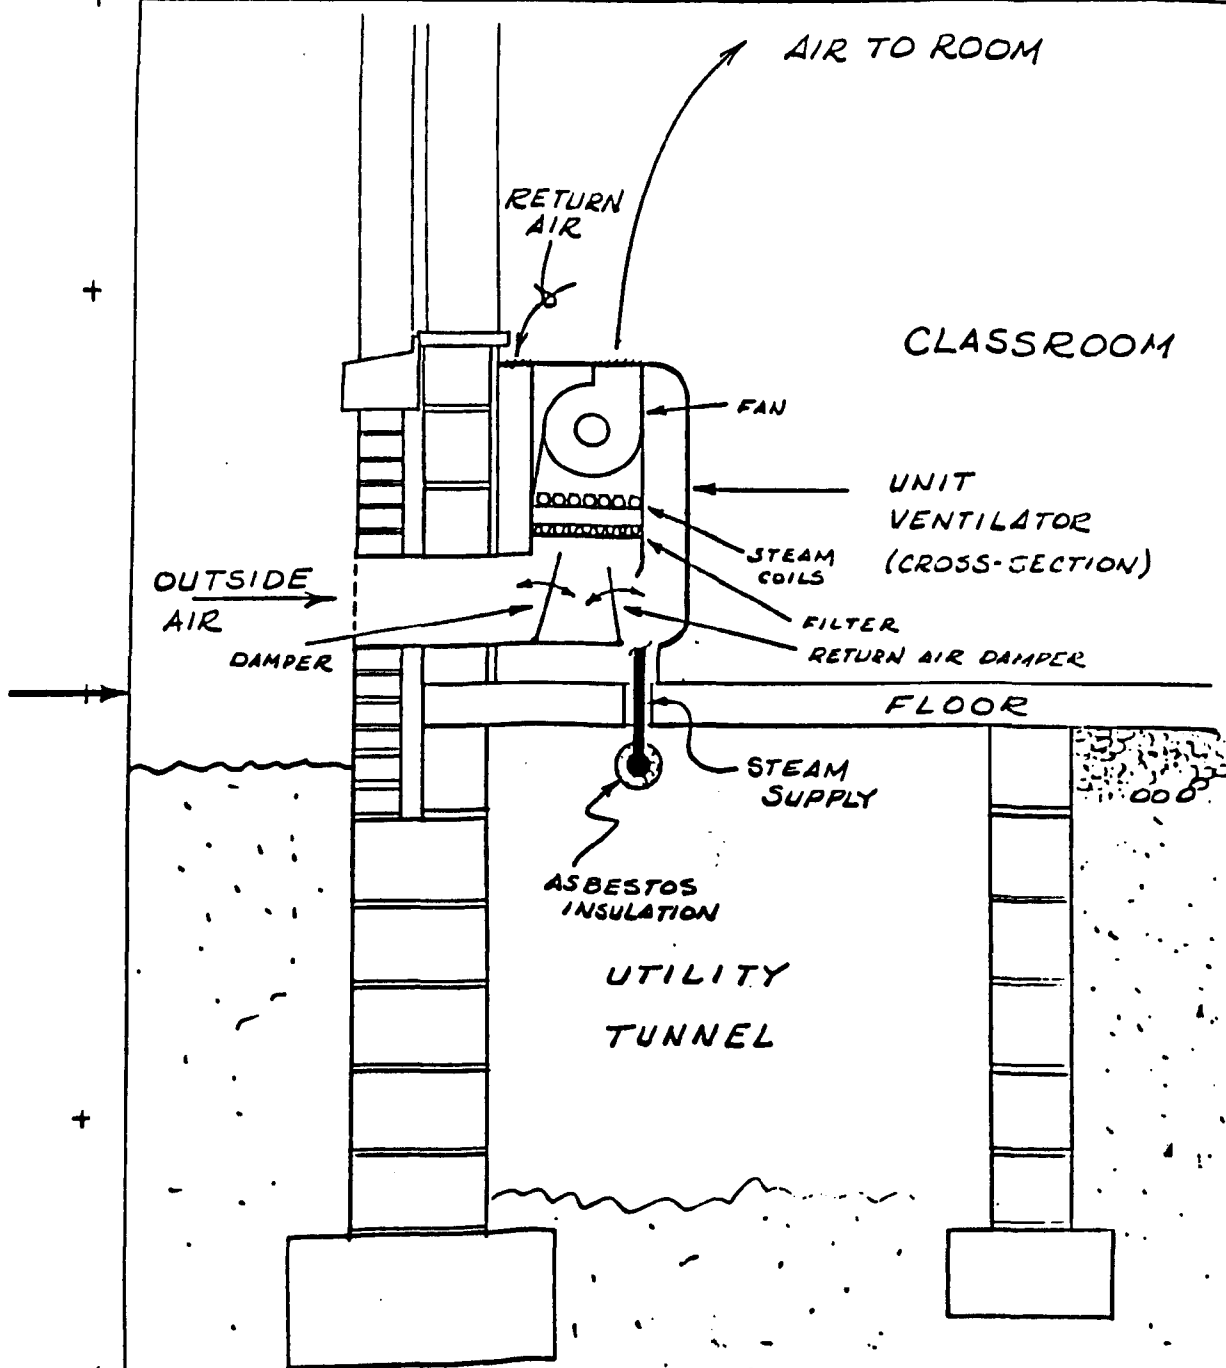 AIR TO ROOM
RETURN
AIR
CLASSROOM
FAN
UNIT
VENTILATOR
(CROSS-SECTION)
STEAM
COILS
OUTSIDE
AIR
FILTER
DAMPER
RETURN AIR DAMPER
FLOOR
STEAM
SUPPLY
ASBESTOS
INSULATION
UTILITY
TUNNEL